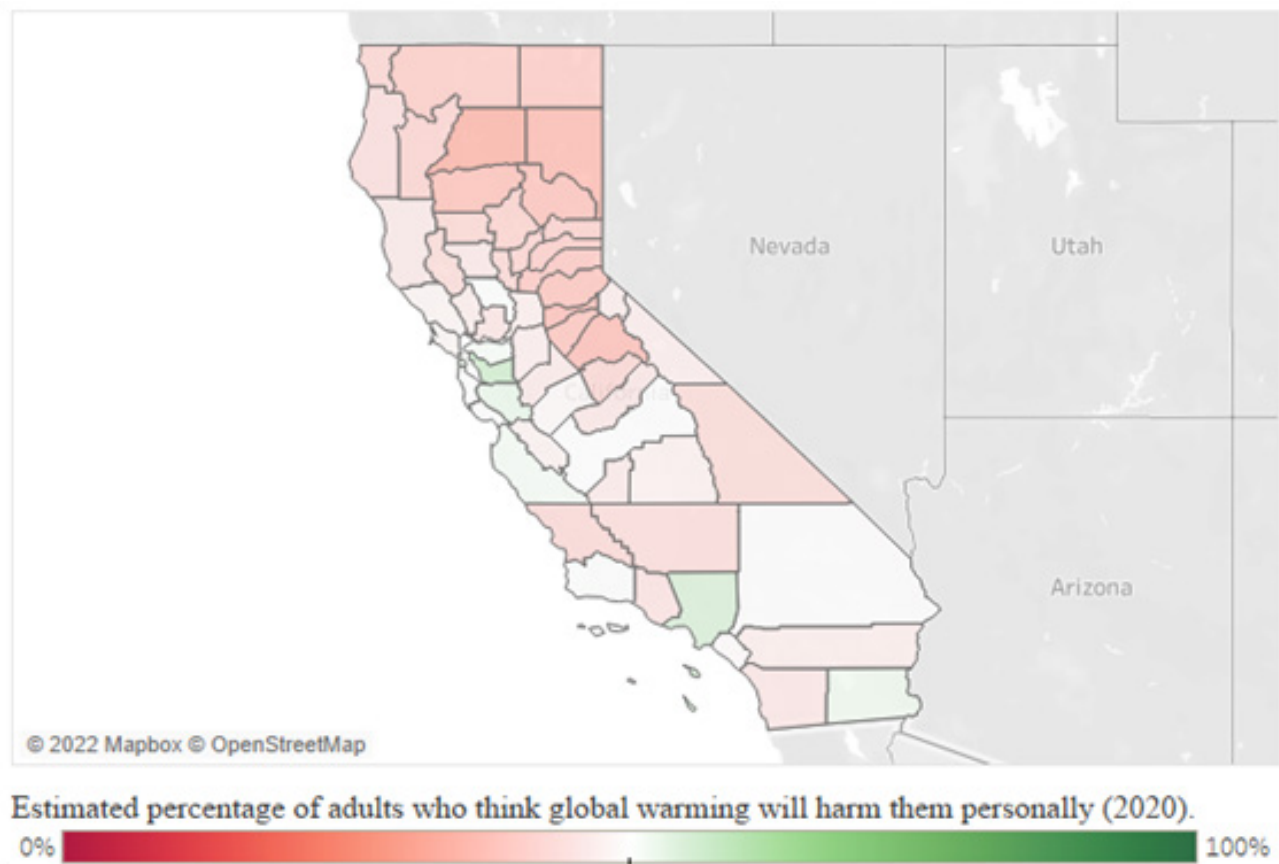 Nevada
Utah
California
Arizona
© 2022 Mapbox © OpenStreetMap
Estimated percentage of adults who think global warming will harm them personally (2020).
0%
100%